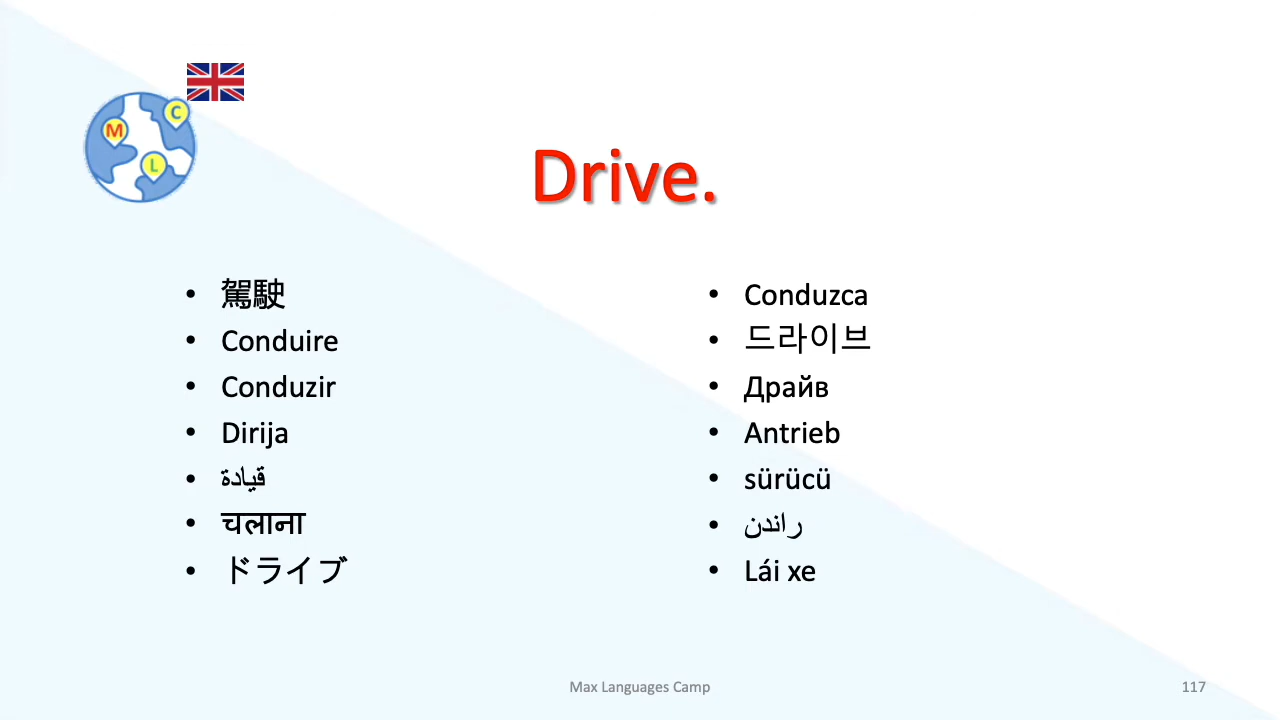 C
M
L
Drive.
• 駕駛
• Conduire
• Conduzir
• Dirija
• قيادة
• चलाना
• ドライブ
• Conduzca
• 드라이브
• Драйв
• Antrieb
• sürücü
• راندن
• Lái xe
Max Languages Camp
117